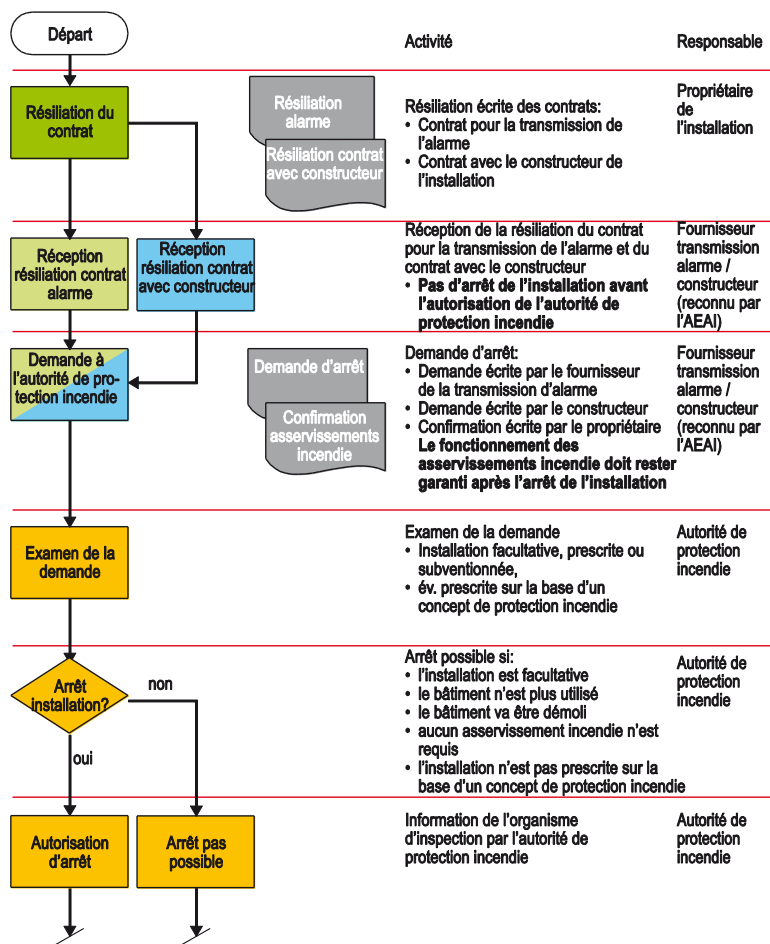 Départ
Activité
Responsable
Résiliation du
contrat
Résiliation
alarme
Résiliation contrat
avec constructeur
Résiliation écrite des contrats:
• Contrat pour la transmission de
l'alarme
• Contrat avec le constructeur de
l'installation
Propriétaire
de
l'installation
Réception
résiliation contrat
alarme
Réception
résiliation contrat
avec constructeur
Réception de la résiliation du contrat
pour la transmission de l'alarme et du
contrat avec le constructeur
• Pas d'arrêt de l'installation avant
l'autorisation de l'autorité de
protection incendie
Fournisseur
transmission
alarme /
constructeur
(reconnu par
l'AEAI)
Demande à
l'autorité de pro-
tection incendie
Demande d'arrêt
Confirmation
asservissements
incendie
Demande d'arrêt:
• Demande écrite par le fournisseur
de la transmission d'alarme
• Demande écrite par le constructeur
• Confirmation écrite par le propriétaire
Le fonctionnement des
asservissements incendie doit rester
garanti après l'arrêt de l'installation
Fournisseur
transmission
alarme /
constructeur
(reconnu par
l'AEAI)
Examen de la
demande
Examen de la demande
• Installation facultative, prescrite ou
subventionnée,
• év. prescrite sur la base d'un
concept de protection incendie
Autorité de
protection
incendie
Arrêt
installation?
non
oui
Arrêt possible si:
• l'installation est facultative
• le bâtiment n'est plus utilisé
• le bâtiment va être démoli
• aucun asservissement incendie n'est
requis
• l'installation n'est pas prescrite sur la
base d'un concept de protection incendie
Autorité de
protection
incendie
Autorisation
d'arrêt
Arrêt pas
possible
Information de l'organisme
d'inspection par l'autorité de
protection incendie
Autorité de
protection
incendie